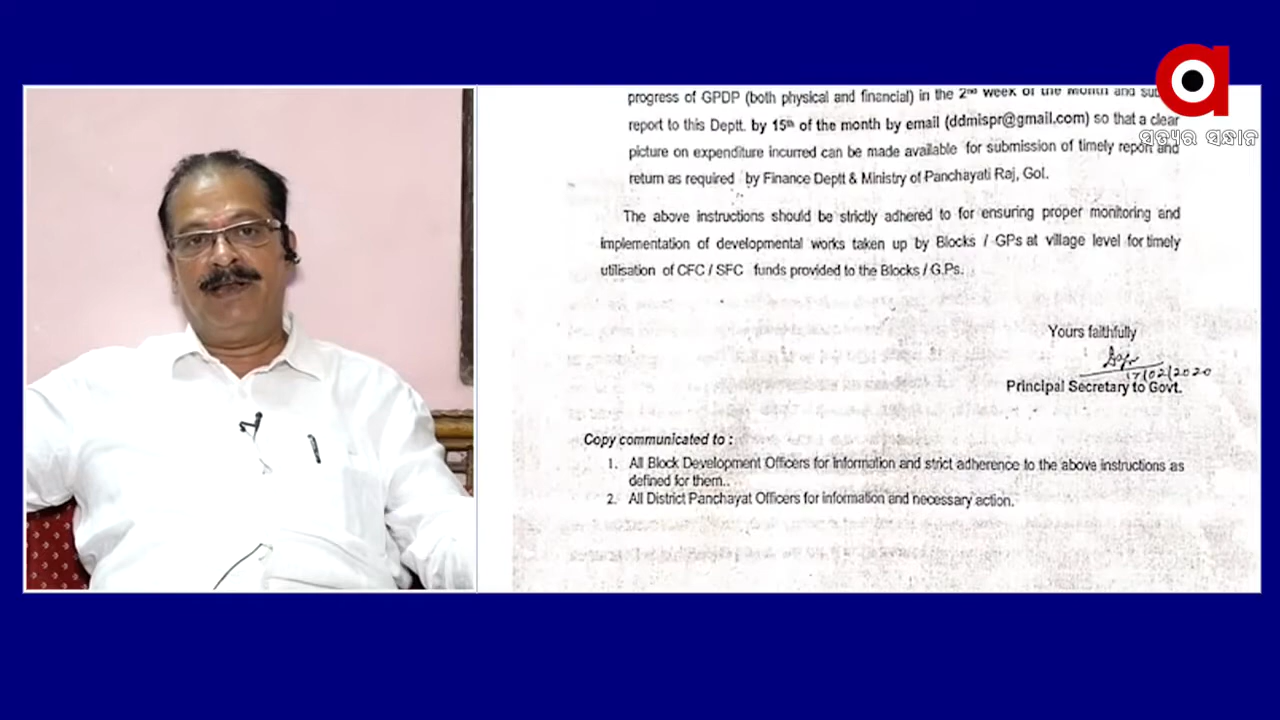 progress of GPDP (both physical and financial) in the 2nd week of the month and
report to this Deptt. by 15th of the month by email (ddmispr@gmail.com) so that a clear
picture on expenditure incurred can be made available for submission of timely report and
return as required by Finance Deptt & Ministry of Panchayati Raj, GoI.
The above instructions should be strictly adhered to for ensuring proper monitoring and
implementation of developmental works taken up by Blocks / GPs at village level for timely
utilisation of CFC / SFC funds provided to the Blocks / G.Ps.
Yours faithfully
17/02/2020
Principal Secretary to Govt.
Copy communicated to :
1. All Block Development Officers for information and strict adherence to the above instructions as
defined for them..
2. All District Panchayat Officers for information and necessary action.
ସତ୍ୟର ସନ୍ଧାନ